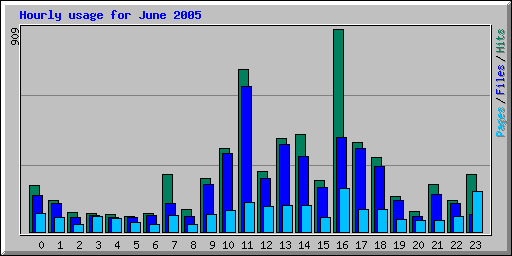 Hourly usage for June 2005
909
Pages / Files / Hits
0 1 2 3 4 5 6 7 8 9 10 11 12 13 14 15 16 17 18 19 20 21 22 23